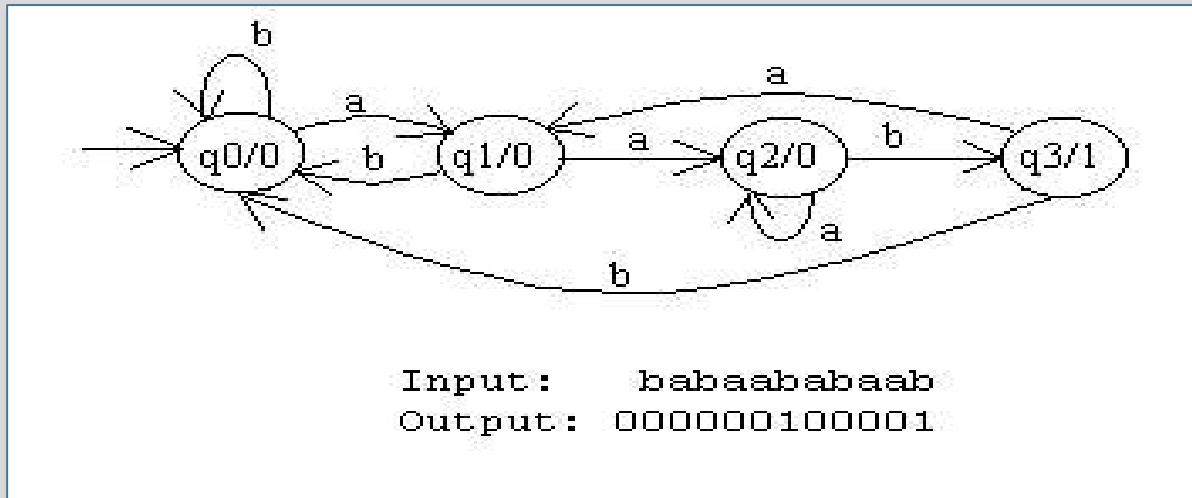 b
a
a
q0/0
b
q1/0
a
q2/0
b
q3/1
a
b
Input: babaababaab
Output: 000000100001